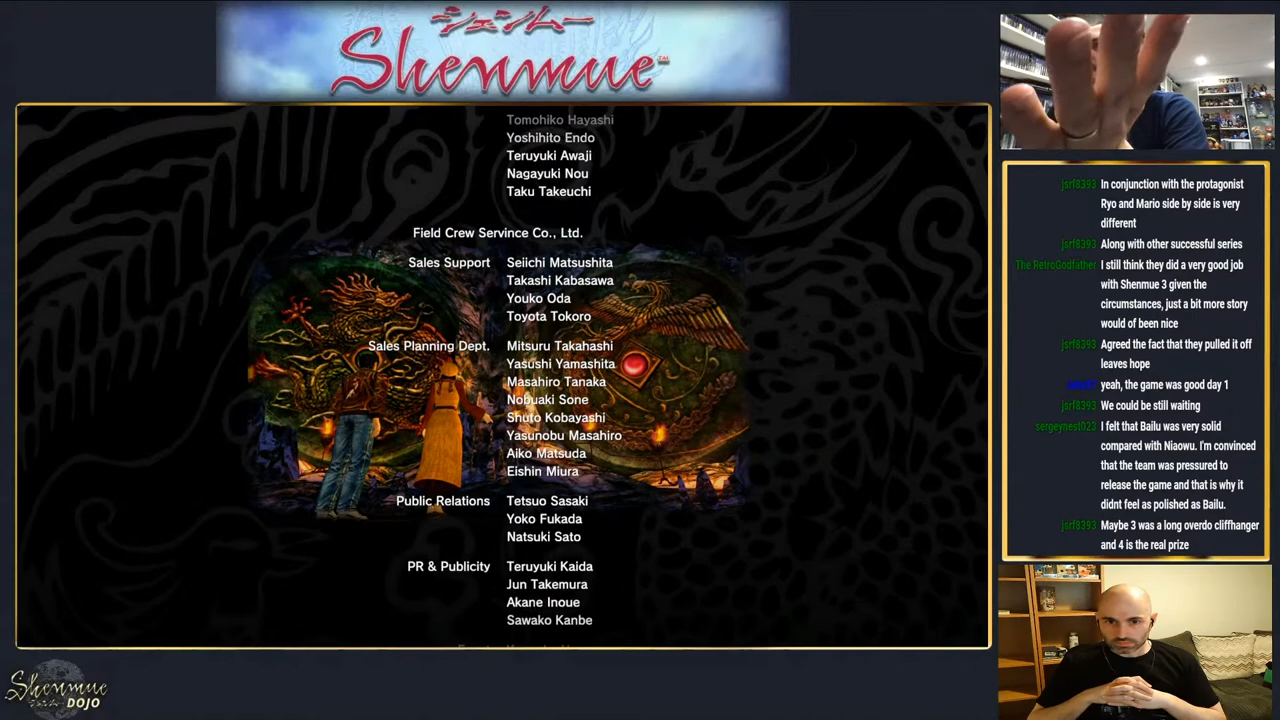 シェンムー
Shenmue™
Tomohiko Hayashi
Yoshihito Endo
Teruyuki Awaji
Nagayuki Nou
Taku Takeuchi
Field Crew Servince Co., Ltd.
Sales Support Seiichi Matsushita
Takashi Kabasawa
Youko Oda
Toyota Tokoro
Sales Planning Dept. Mitsuru Takahashi
Yasushi Yamashita
Masahiro Tanaka
Nobuaki Sone
Shuto Kobayashi
Yasunobu Masahiro
Aiko Matsuda
Eishin Miura
Public Relations Tetsuo Sasaki
Yoko Fukada
Natsuki Sato
PR & Publicity Teruyuki Kaida
Jun Takemura
Akane Inoue
Sawako Kanbe
jsrf8393 In conjunction with the protagonist
Ryo and Mario side by side is very
different
jsrf8393 Along with other successful series
The RetroGodfather I still think they did a very good job
with Shenmue 3 given the
circumstances, just a bit more story
would of been nice
jsrf8393 Agreed the fact that they pulled it off
leaves hope
yeah, the game was good day 1
jsrf8393 We could be still waiting
sergeynest023 I felt that Bailu was very solid
compared with Niaowu. I'm convinced
that the team was pressured to
release the game and that is why it
didnt feel as polished as Bailu.
jsrf8393 Maybe 3 was a long overdo cliffhanger
and 4 is the real prize
Shenmue
シェンムー DOJO